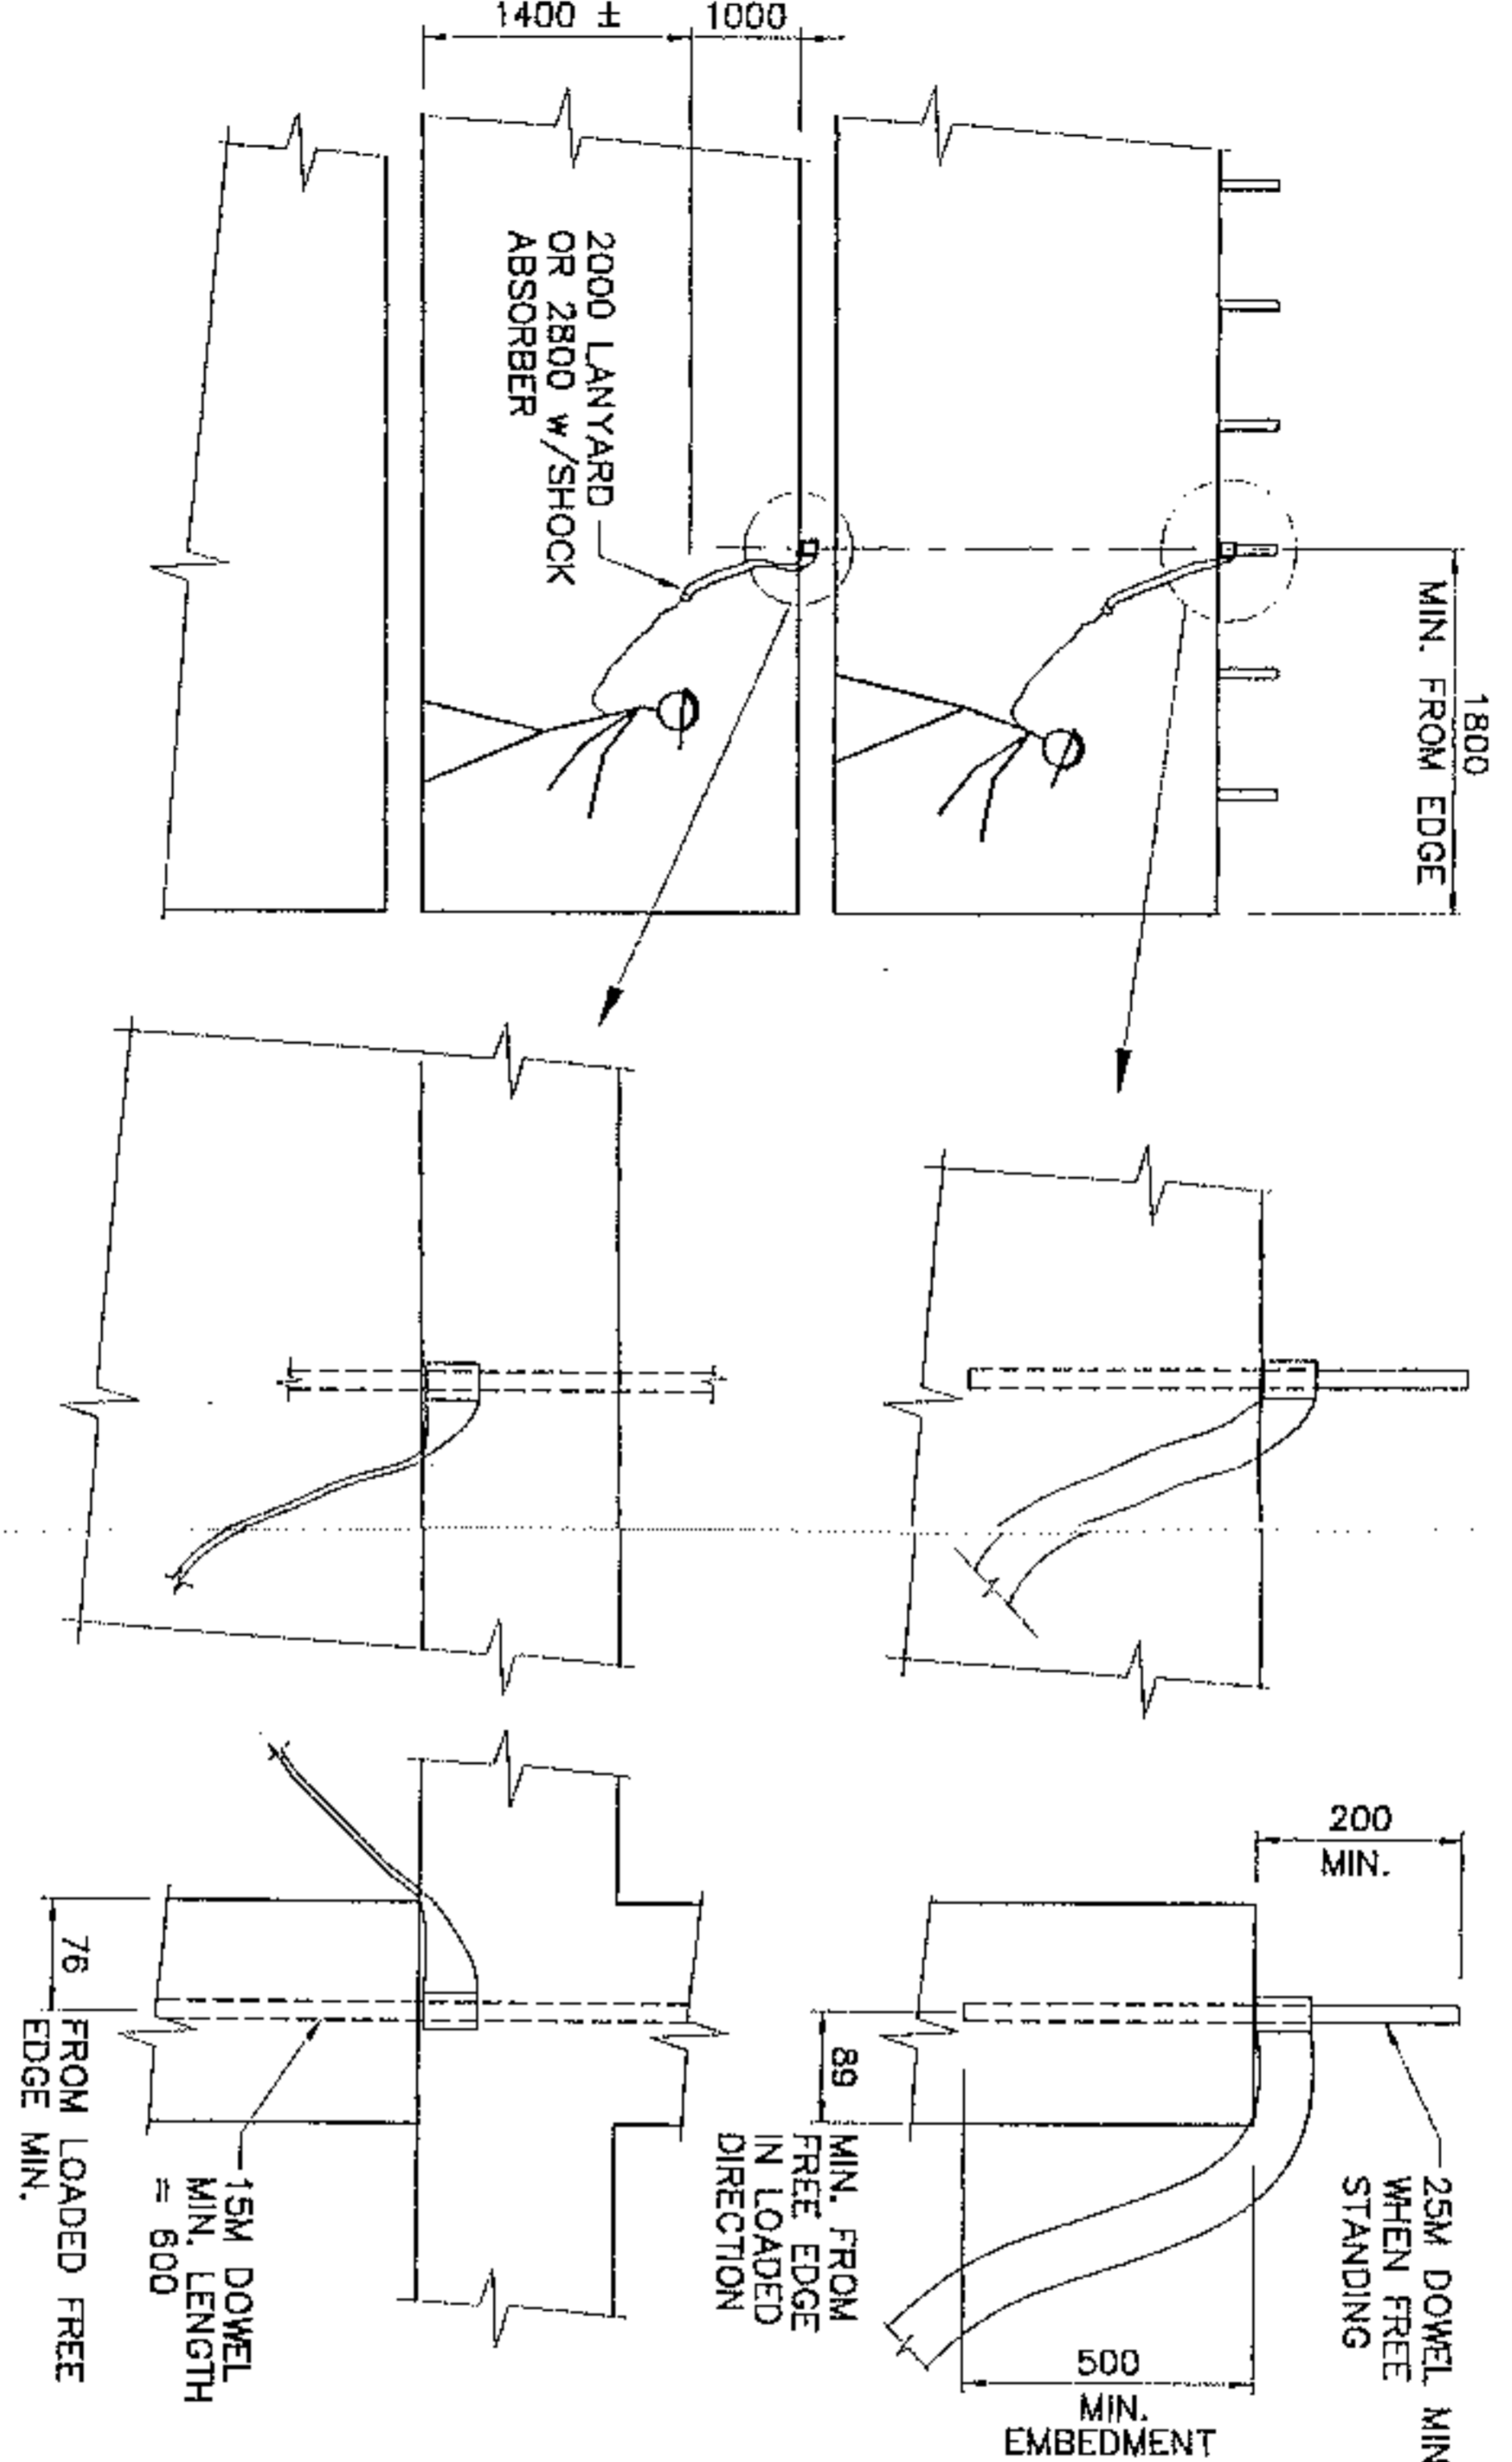 1400 ±
1000
2000 LANYARD
OR 2800 w/SHOCK
ABSORBER
1800
MIN. FROM EDGE
200
MIN.
25M DOWEL MIN
WHEN FREE
STANDING
89
MIN. FROM
FREE EDGE
IN LOADED
DIRECTION
500
MIN.
EMBEDMENT
76
FROM LOADED FREE
EDGE MIN.
15M DOWEL
MIN. LENGTH
= 600